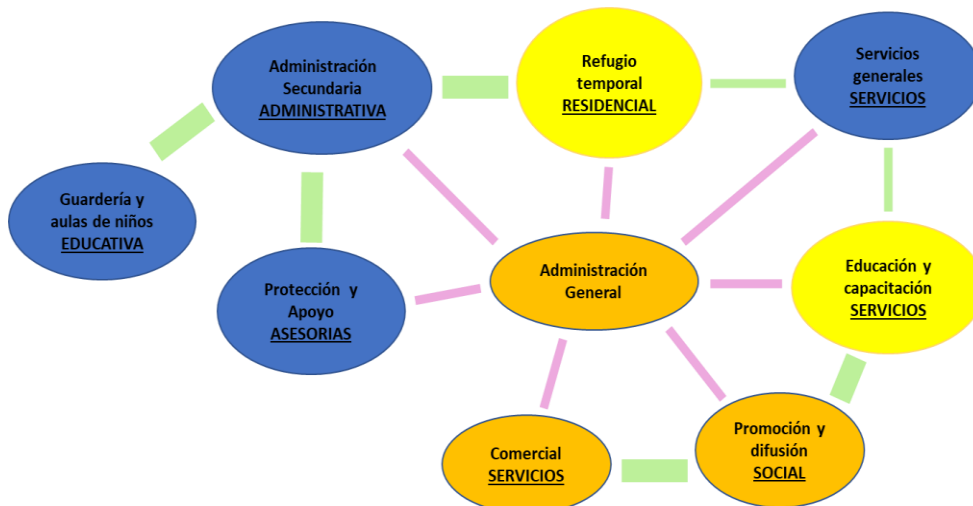 Administración
Secundaria
ADMINISTRATIVA
Refugio
temporal
RESIDENCIAL
Servicios
generales
SERVICIOS
Guardería y
aulas de niños
EDUCATIVA
Protección y
Apoyo
ASESORIAS
Administración
General
Educación y
capacitación
SERVICIOS
Comercial
SERVICIOS
Promoción y
difusión
SOCIAL